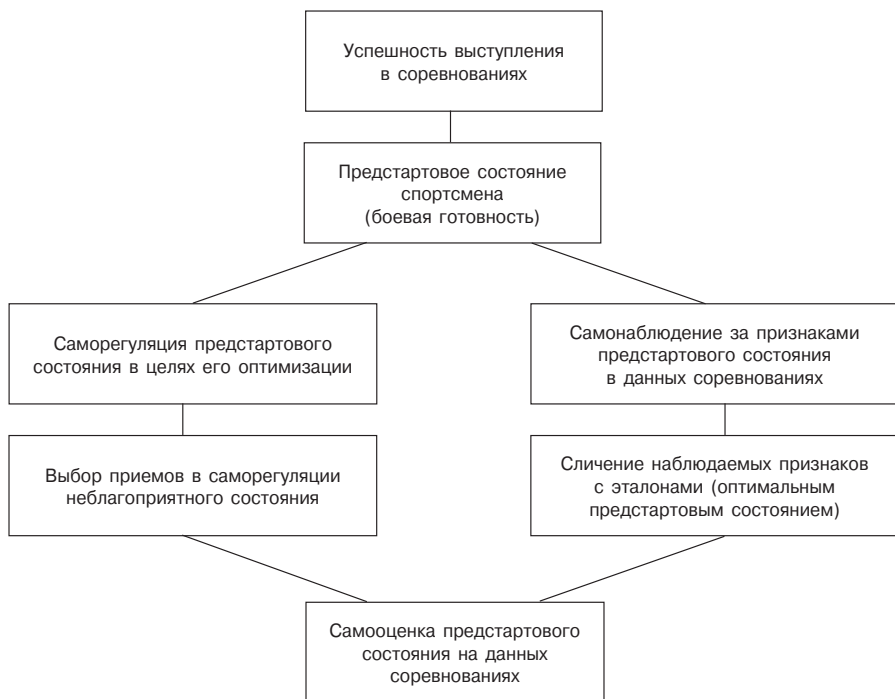 Успешность выступления
в соревнованиях
Предстартовое состояние
спортсмена
(боевая готовность)
Саморегуляция предстартового
состояния в целях его оптимизации
Самонаблюдение за признаками
предстартового состояния
в данных соревнованиях
Выбор приемов в саморегуляции
неблагоприятного состояния
Сличение наблюдаемых признаков
с эталонами (оптимальным
предстартовым состоянием)
Самооценка предстартового
состояния на данных
соревнованиях